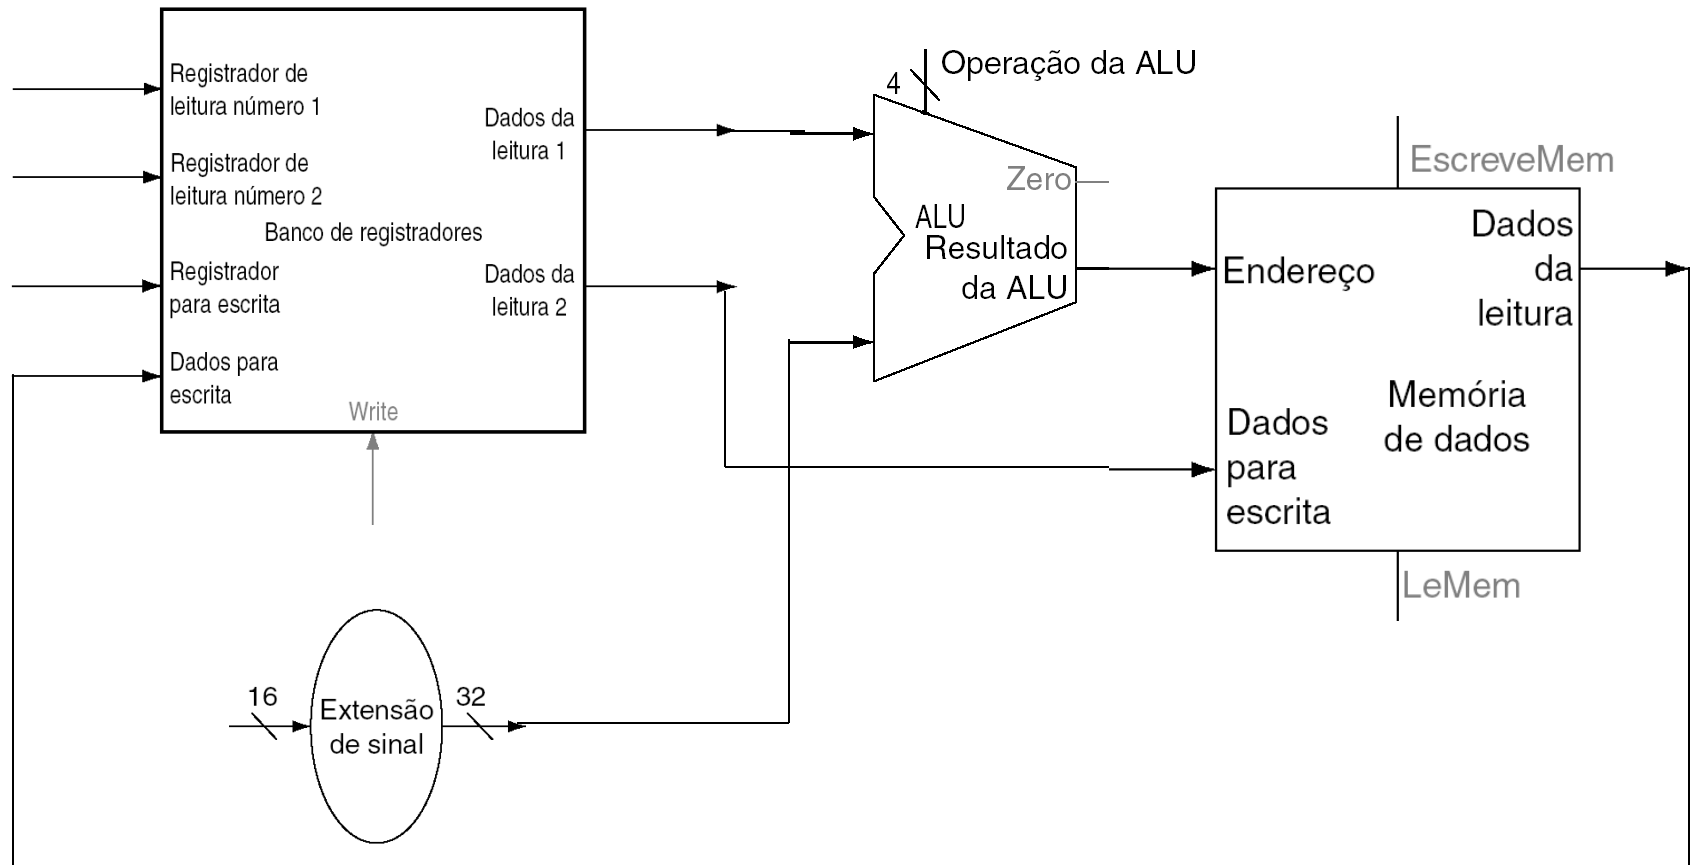 Registrador de
leitura número 1
Registrador de
leitura número 2
Banco de registradores
Registrador
para escrita
Dados para
escrita
Write
Dados da
leitura 1
Dados da
leitura 2
4
Operação da ALU
Zero
ALU
Resultado
da ALU
EscreveMem
Endereço
Dados
da
leitura
Memória
de dados
Dados
para
escrita
LeMem
16
Extensão
de sinal
32